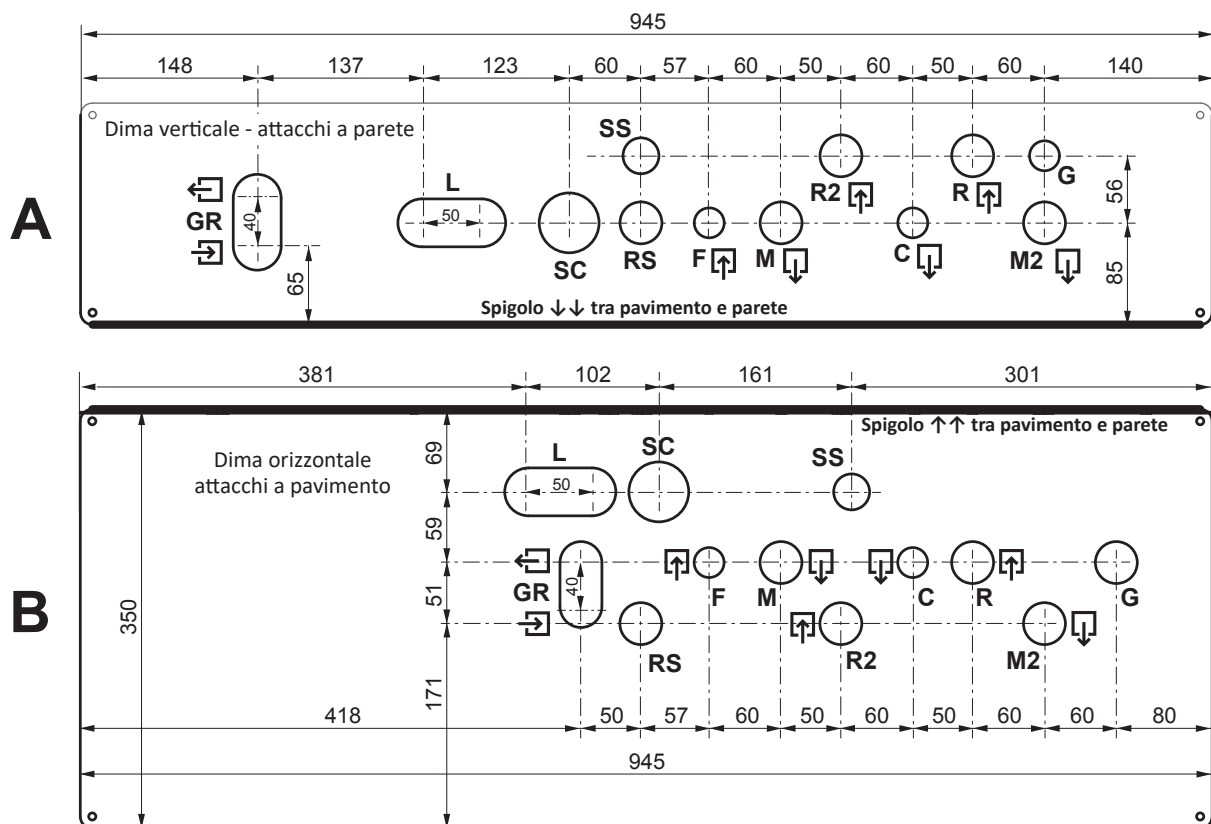 945
148 137 123 60 57 60 50 60 50 60 140
Dima verticale - attacchi a parete
SS
L
R2 R G
GR 40 50 56
A
SC RS F M C M2
65 85
Spigolo ↓↓ tra pavimento e parete
381 102 161 301
Spigolo ↑↑ tra pavimento e parete
Dima orizzontale
attacchi a pavimento
L SC SS
69
50
59
GR 40 F M C R G
51
B
350
RS R2 M2
171
418 50 57 60 50 60 50 60 60 80
945